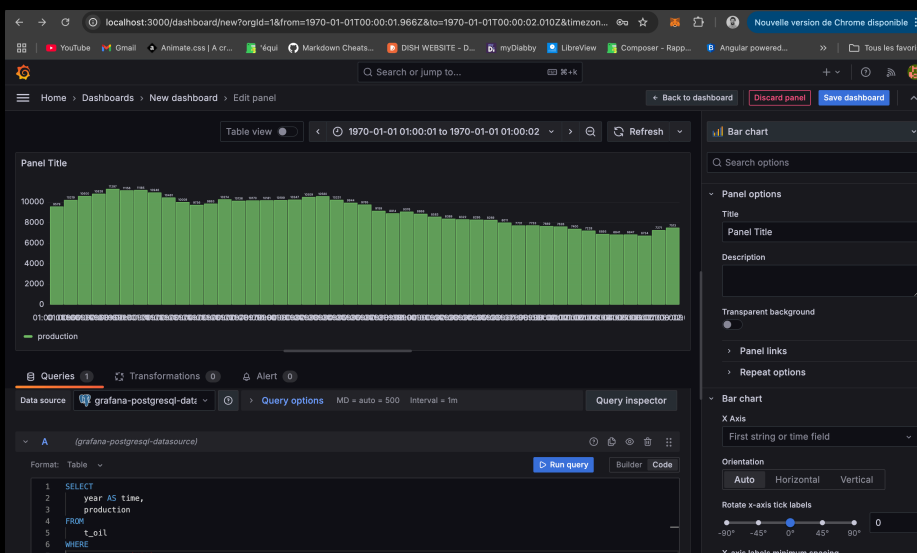 localhost:3000/dashboard/new?orgId=1&from=1970-01-01T00:00:01.966Z&to=1970-01-01T00:00:02.010Z&timezon...
Nouvelle version de Chrome disponible
YouTube
Gmail
Animate.css | A cr...
'équi
Markdown Cheats...
DISH WEBSITE – D...
myDiabby
LibreView
Composer - Rapp...
Angular powered...
»
Tous les favori
Search or jump to...
⌘+k
Home › Dashboards › New dashboard › Edit panel
Back to dashboard
Discard panel
Save dashboard
Table view
1970-01-01 01:00:01 to 1970-01-01 01:00:02
Refresh
Bar chart
Panel Title
Search options
10000
8000
6000
4000
2000
0
production
Panel options
Title
Panel Title
Description
Transparent background
Panel links
Repeat options
Queries 1
Transformations 0
Alert 0
Data source
grafana-postgresql-data
Query options
MD = auto = 500
Interval = 1m
Query inspector
A (grafana-postgresql-datasource)
Format: Table
Run query
Builder
Code
1 SELECT
2 year AS time,
3 production
4 FROM
5 t_oil
6 WHERE
Bar chart
X Axis
First string or time field
Orientation
Auto
Horizontal
Vertical
Rotate x-axis tick labels
-90° -45° 0° 45° 90°
0
X-axis labels minimum spacing